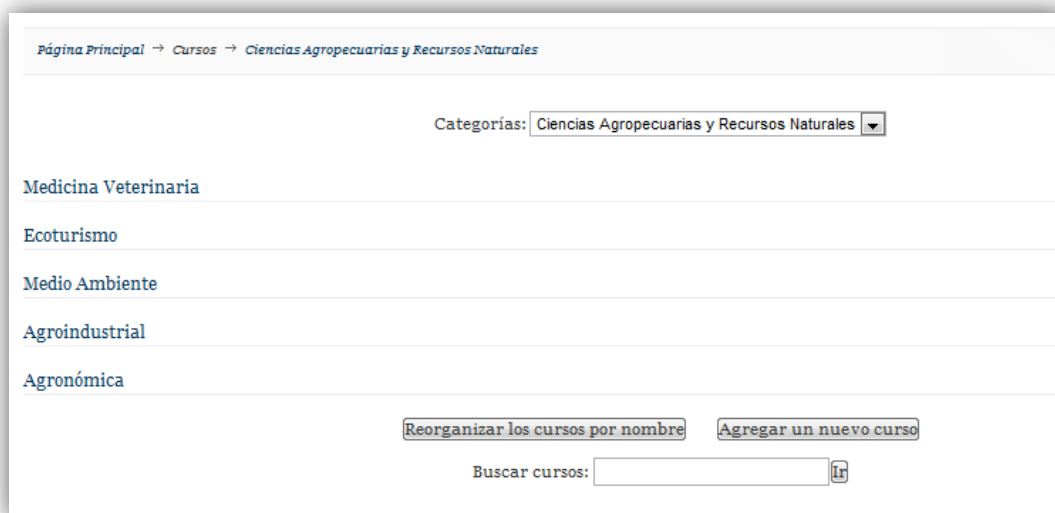 Página Principal → Cursos → Ciencias Agropecuarias y Recursos Naturales
Categorías: Ciencias Agropecuarias y Recursos Naturales
Medicina Veterinaria
Ecoturismo
Medio Ambiente
Agroindustrial
Agronómica
Reorganizar los cursos por nombre Agregar un nuevo curso
Buscar cursos: Ir